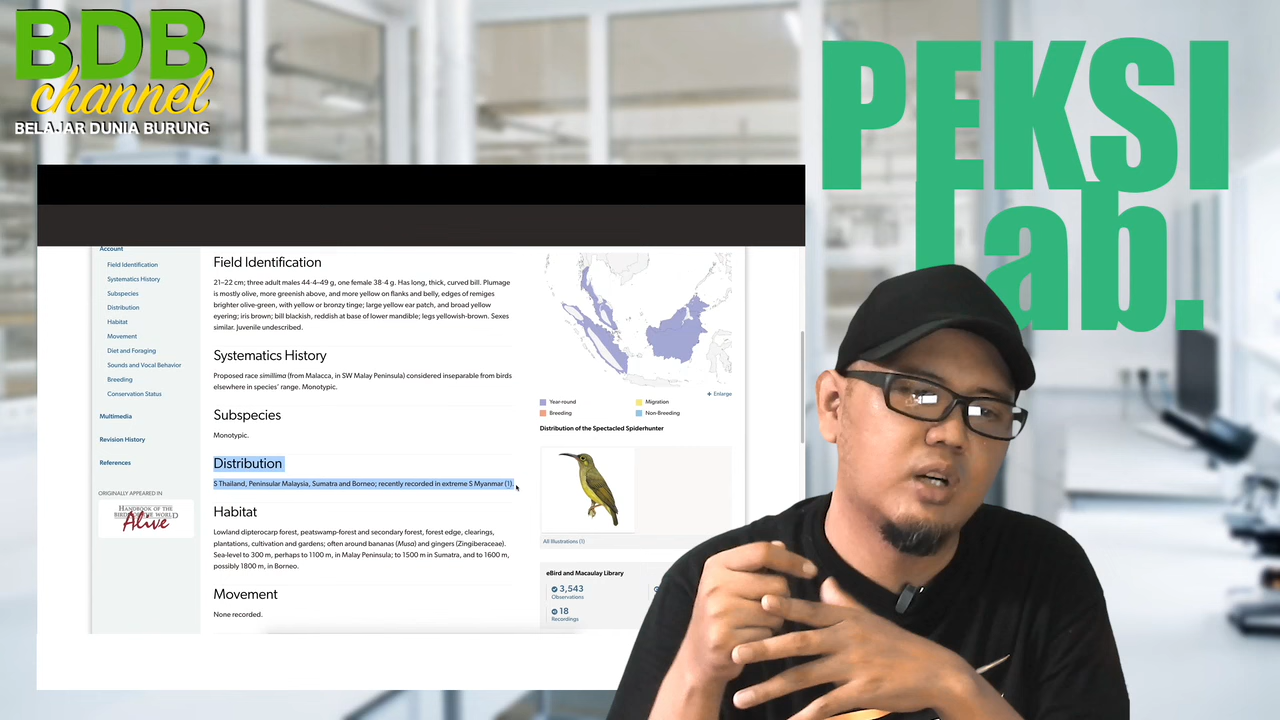 BDB
channel
BELAJAR DUNIA BURUNG
PEKSI
lab.
Account
Field Identification
Systematics History
Subspecies
Distribution
Habitat
Movement
Diet and Foraging
Sounds and Vocal Behavior
Breeding
Conservation Status
Multimedia
Revision History
References
ORIGINALLY APPEARED IN
HANDBOOK OF THE
BIRDS OF THE WORLD
Alive
Field Identification
21–22 cm; three adult males 44·4–49 g, one female 38·4 g. Has long, thick, curved bill. Plumage
is mostly olive, more greenish above, and more yellow on flanks and belly, edges of remiges
brighter olive-green, with yellow or bronzy tinge; large yellow ear patch, and broad yellow
eyering; iris brown; bill blackish, reddish at base of lower mandible; legs yellowish-brown. Sexes
similar. Juvenile undescribed.
Systematics History
Proposed race simillima (from Malacca, in SW Malay Peninsula) considered inseparable from birds
elsewhere in species' range. Monotypic.
Subspecies
Monotypic.
Distribution
S Thailand, Peninsular Malaysia, Sumatra and Borneo; recently recorded in extreme S Myanmar (1).
Habitat
Lowland dipterocarp forest, peatswamp-forest and secondary forest, forest edge, clearings,
plantations, cultivation and gardens; often around bananas (Musa) and gingers (Zingiberaceae).
Sea-level to 300 m, perhaps to 1100 m, in Malay Peninsula; to 1500 m in Sumatra, and to 1600 m,
possibly 1800 m, in Borneo.
Movement
None recorded.
+ Enlarge
Year-round
Migration
Breeding
Non-Breeding
Distribution of the Spectacled Spiderhunter
All Illustrations (1)
eBird and Macaulay Library
3,543
Observations
18
Recordings